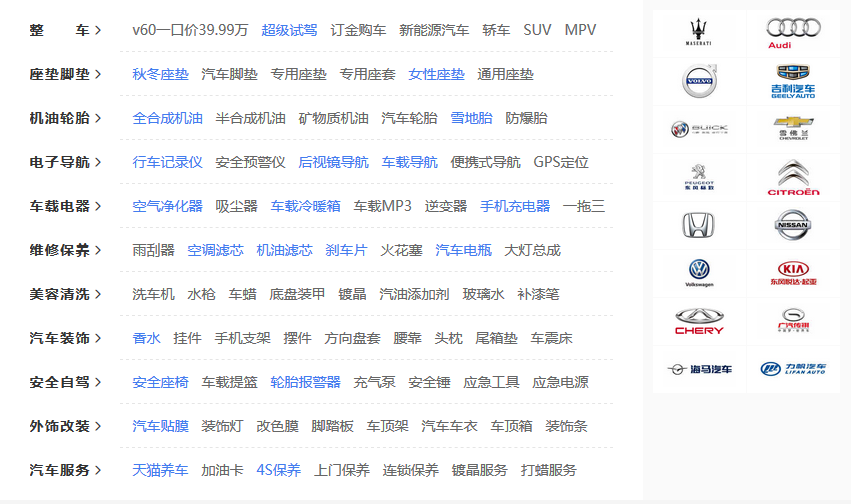 整 车 > v60一口价39.99万 超级试驾 订金购车 新能源汽车 轿车 SUV MPV
座垫脚垫 > 秋冬座垫 汽车脚垫 专用座垫 专用座套 女性座垫 通用座垫
机油轮胎 > 全合成机油 半合成机油 矿物质机油 汽车轮胎 雪地胎 防爆胎
电子导航 > 行车记录仪 安全预警仪 后视镜导航 车载导航 便携式导航 GPS定位
车载电器 > 空气净化器 吸尘器 车载冷暖箱 车载MP3 逆变器 手机充电器 一拖三
维修保养 > 雨刮器 空调滤芯 机油滤芯 刹车片 火花塞 汽车电瓶 大灯总成
美容清洗 > 洗车机 水枪 车蜡 底盘装甲 镀晶 汽油添加剂 玻璃水 补漆笔
汽车装饰 > 香水 挂件 手机支架 摆件 方向盘套 腰靠 头枕 尾箱垫 车震床
安全自驾 > 安全座椅 车载提篮 轮胎报警器 充气泵 安全锤 应急工具 应急电源
外饰改装 > 汽车贴膜 装饰灯 改色膜 脚踏板 车顶架 汽车车衣 车顶箱 装饰条
汽车服务 > 天猫养车 加油卡 4S保养 上门保养 连锁保养 镀晶服务 打蜡服务
MASERATI
Audi
VOLVO
吉利汽车
GEELY AUTO
BUICK
雪佛兰
CHEVROLET
PEUGEOT
东风标致
CITROËN
NISSAN
Volkswagen
KIA
东风悦达·起亚
CHERY
广汽传祺
海马汽车
力帆汽车
LIFAN AUTO